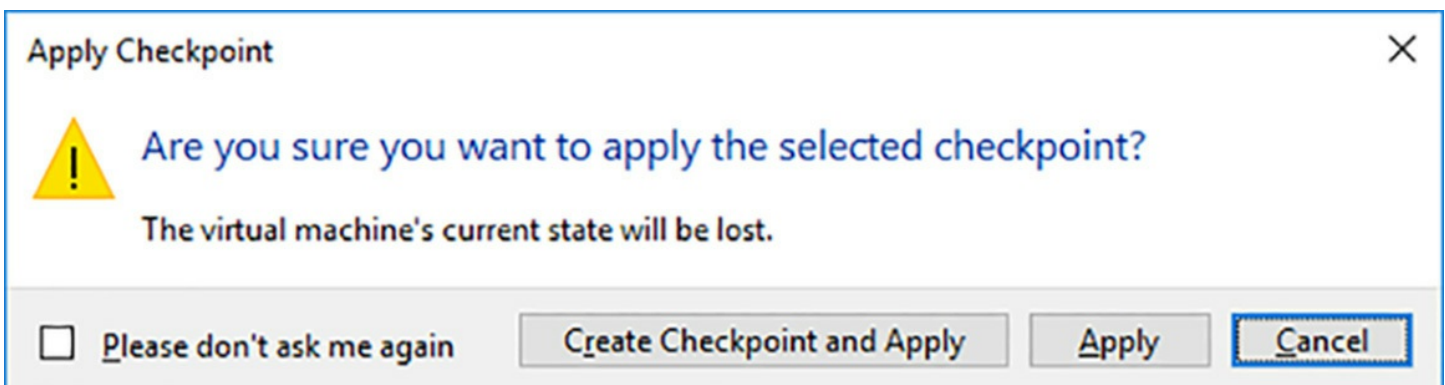 Apply Checkpoint
Are you sure you want to apply the selected checkpoint?
The virtual machine's current state will be lost.
Please don't ask me again
Create Checkpoint and Apply
Apply
Cancel